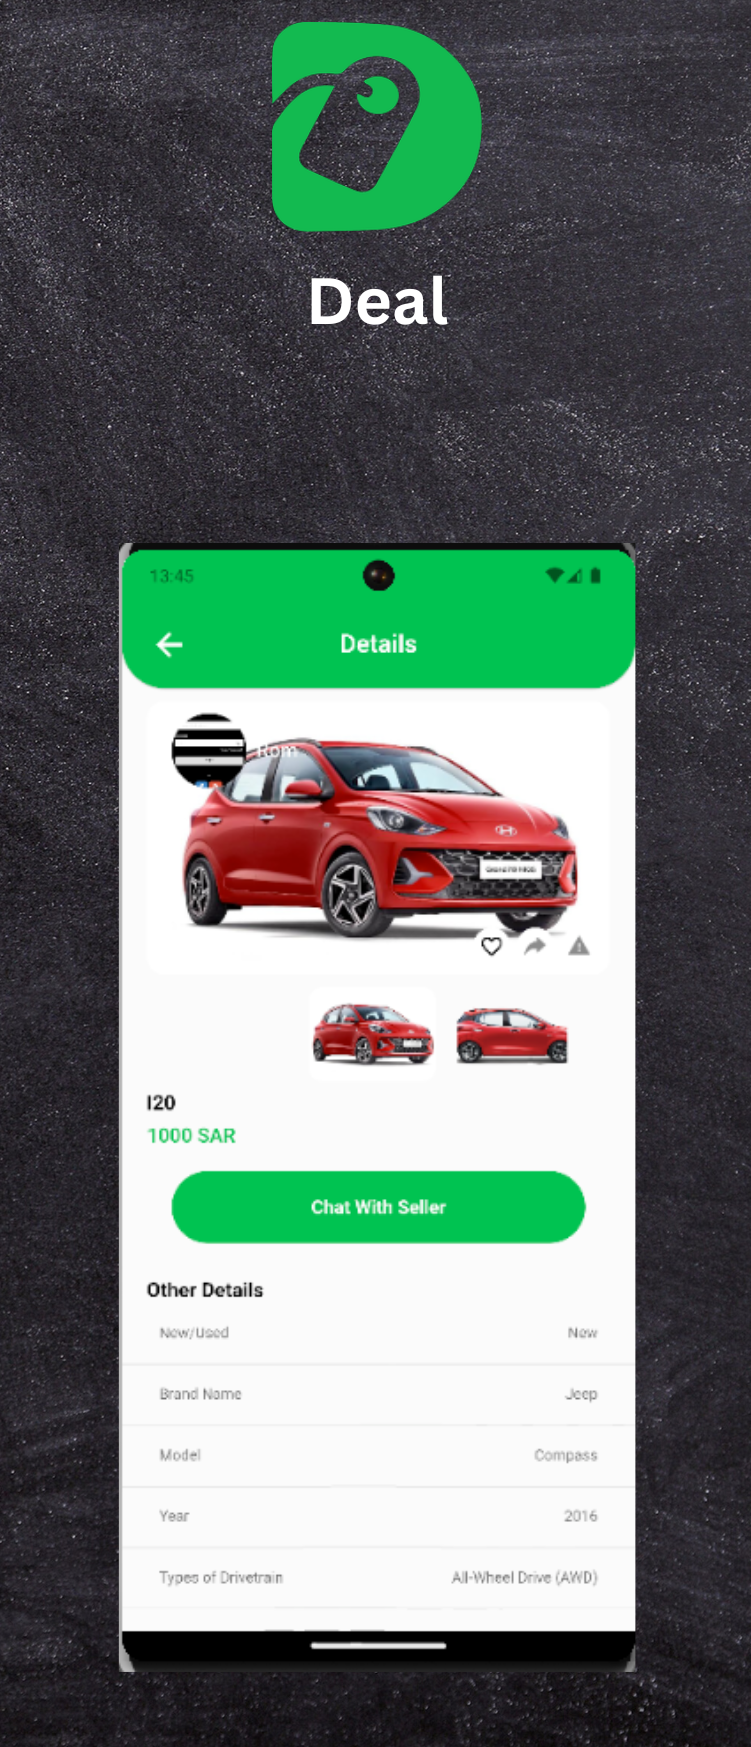 Deal
13:45
Details
Rom
I20
1000 SAR
Chat With Seller
Other Details
New/Used New
Brand Name Jeep
Model Compass
Year 2016
Types of Drivetrain All-Wheel Drive (AWD)